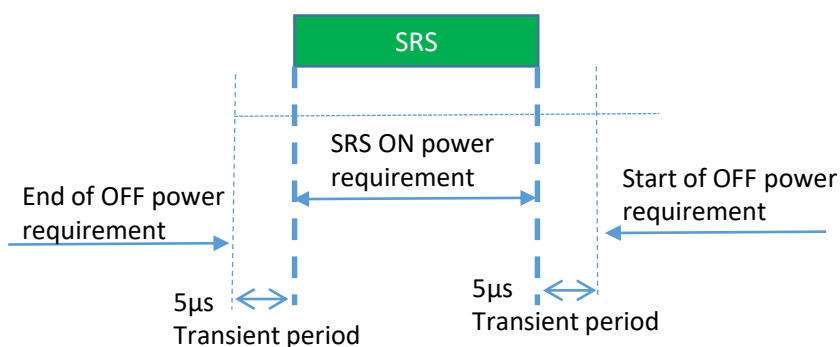 SRS
SRS ON power
requirement
End of OFF power
requirement
Start of OFF power
requirement
5µs
Transient period
5µs
Transient period